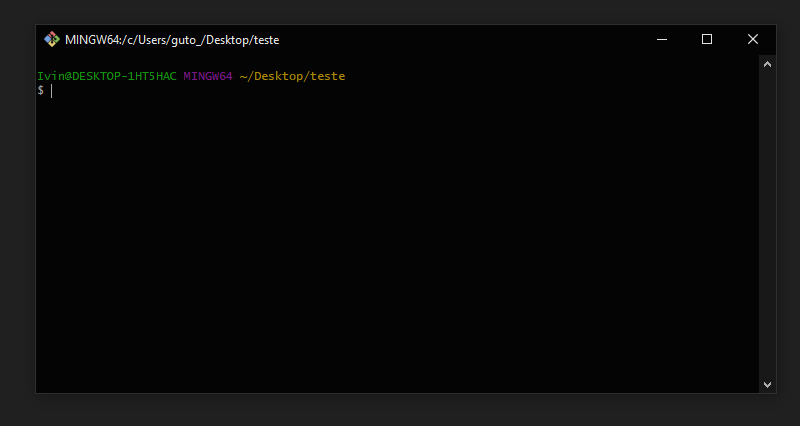 MINGW64:/c/Users/guto_/Desktop/teste
Ivin@DESKTOP-1HT5HAC MINGW64 ~/Desktop/teste
$